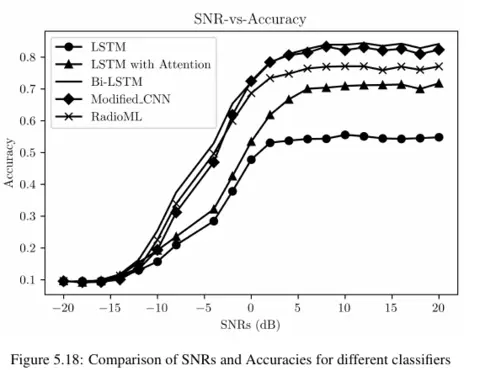 SNR-vs-Accuracy
LSTM
LSTM with Attention
Bi-LSTM
Modified_CNN
RadioML
Accuracy
0.8
0.7
0.6
0.5
0.4
0.3
0.2
0.1
−20 −15 −10 −5 0 5 10 15 20
SNRs (dB)
Figure 5.18: Comparison of SNRs and Accuracies for different classifiers